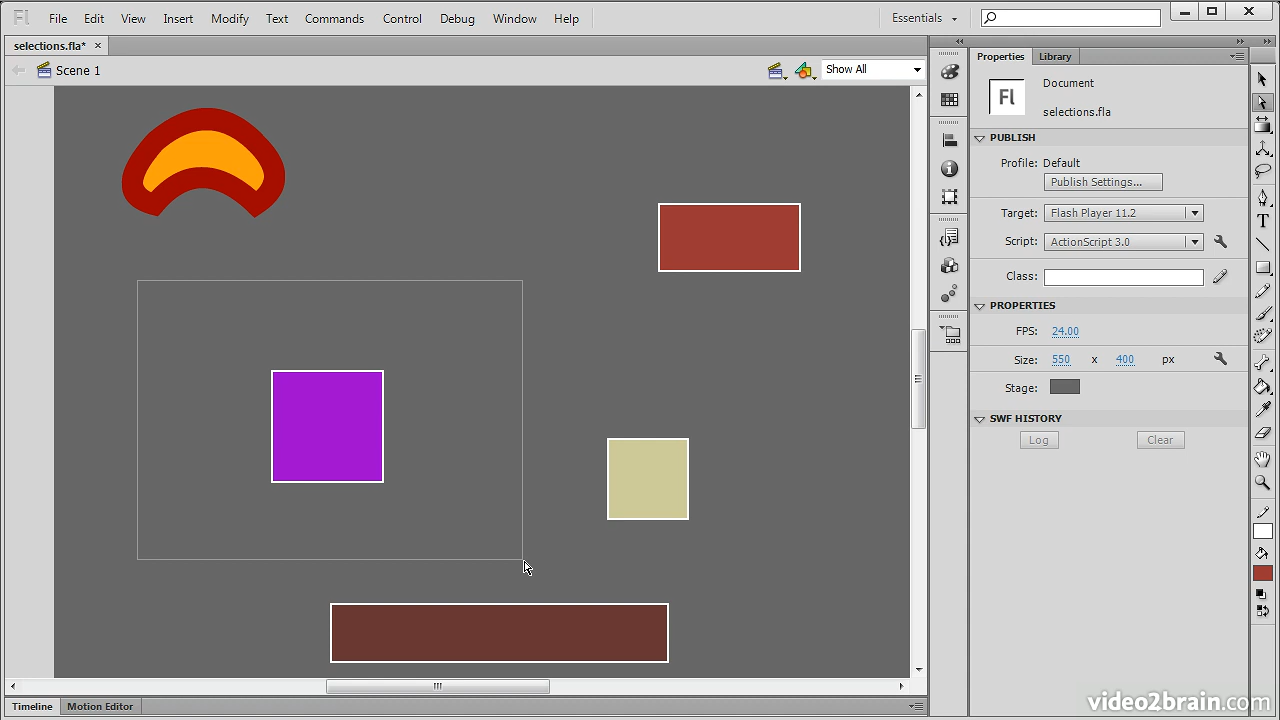 Fl File Edit View Insert Modify Text Commands Control Debug Window Help Essentials
selections.fla* ×
Scene 1 Show All
Properties Library
Fl Document
selections.fla
PUBLISH
Profile: Default
Publish Settings...
Target: Flash Player 11.2
Script: ActionScript 3.0
Class:
PROPERTIES
FPS: 24.00
Size: 550 x 400 px
Stage:
SWF HISTORY
Log Clear
T
Timeline Motion Editor
video2brain.com